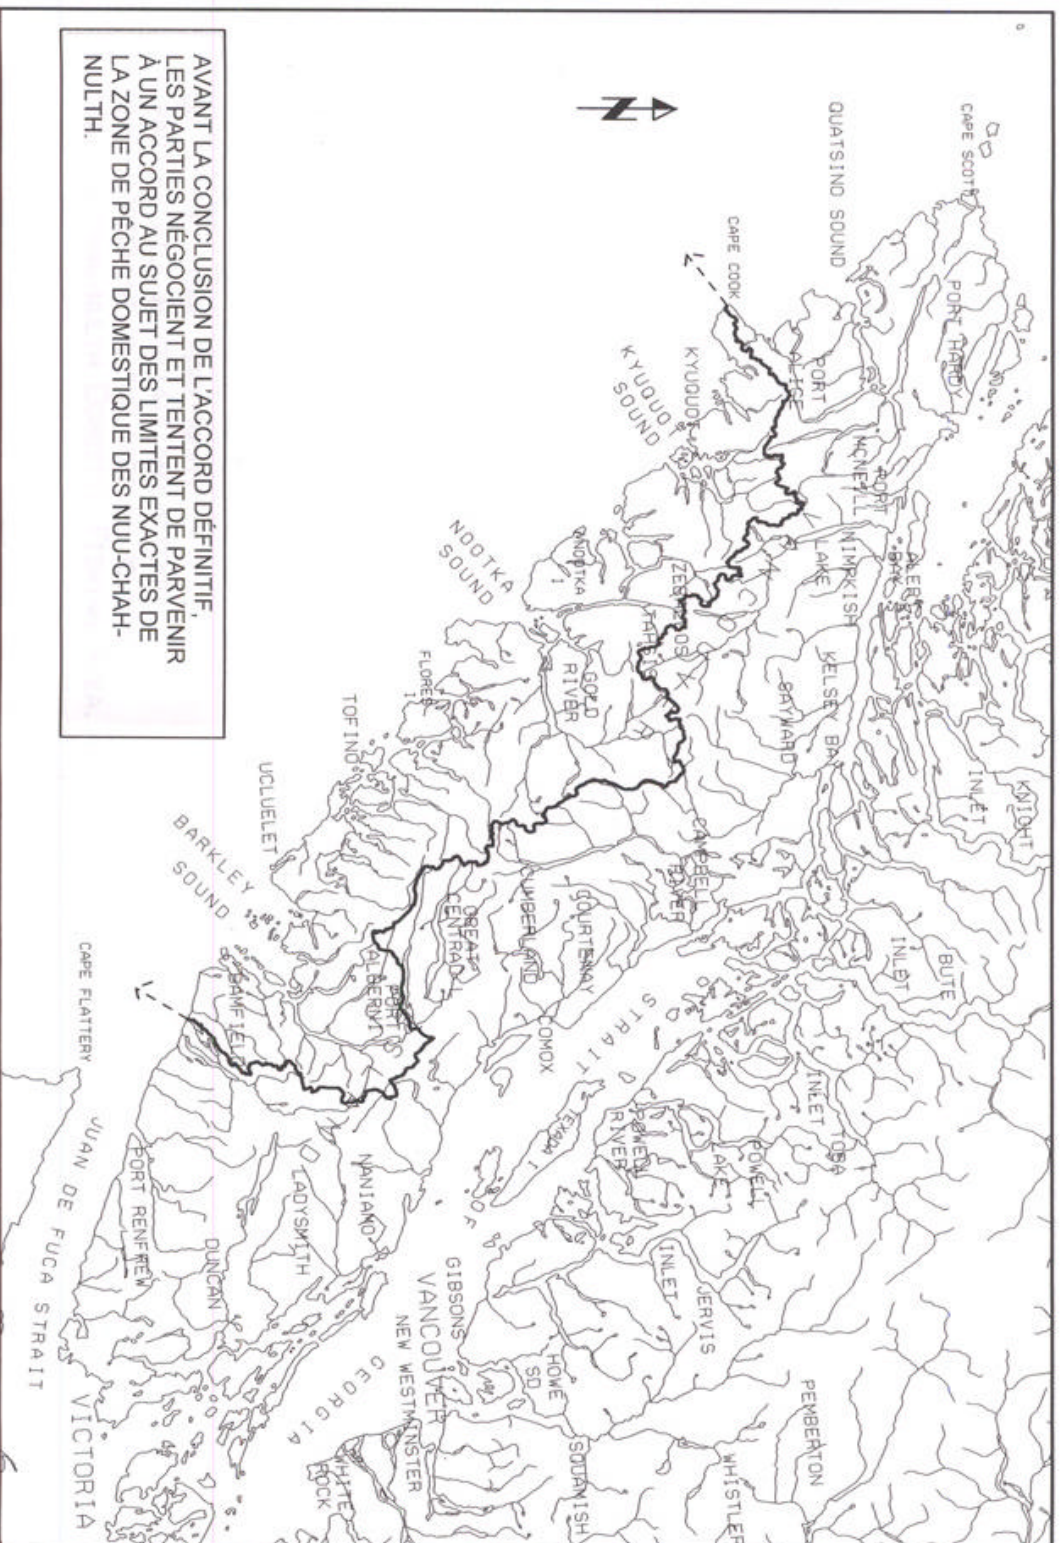 CAPE SCOTT
QUATSINO SOUND
PORT HARDY
CAPE COOK
PORT
ALICE
PORT
MCNEILL
KYUQUOT
KYUQUOT
SOUND
NIMPKISH
LAKE
ALERT
BAY
ZEBALLOS
TAHSIS
NOOTKA
I
NOOTKA
SOUND
KELSEY BAY
SAYWARD
GOLD
RIVER
FLORES
I
TOFINO
UCLUELET
BARKLEY
SOUND
KNIGHT
INLET
CAMPBELL
RIVER
COURTENAY
CUMBERLAND
GREAT
CENTRAL
PORT
ALBERNI
BAMFIELD
CAPE FLATTERY
BUTE
INLET
COMOX
STRAIT
OF
GEORGIA
TEXADA I
TOBA
INLET
POWELL
LAKE
POWELL
RIVER
JERVIS
INLET
NANIAMO
LADYSMITH
DUNCAN
PORT RENFREW
JUAN DE FUCA STRAIT
VICTORIA
GIBSONS
VANCOUVER
NEW WESTMINSTER
HOWE
SD
SQUAMISH
WHITE
ROCK
PEMBERTON
WHISTLER
N
AVANT LA CONCLUSION DE L'ACCORD DÉFINITIF,
LES PARTIES NÉGOCIENT ET TENTENT DE PARVENIR
À UN ACCORD AU SUJET DES LIMITES EXACTES DE
LA ZONE DE PÊCHE DOMESTIQUE DES NUU-CHAH-
NULTH.